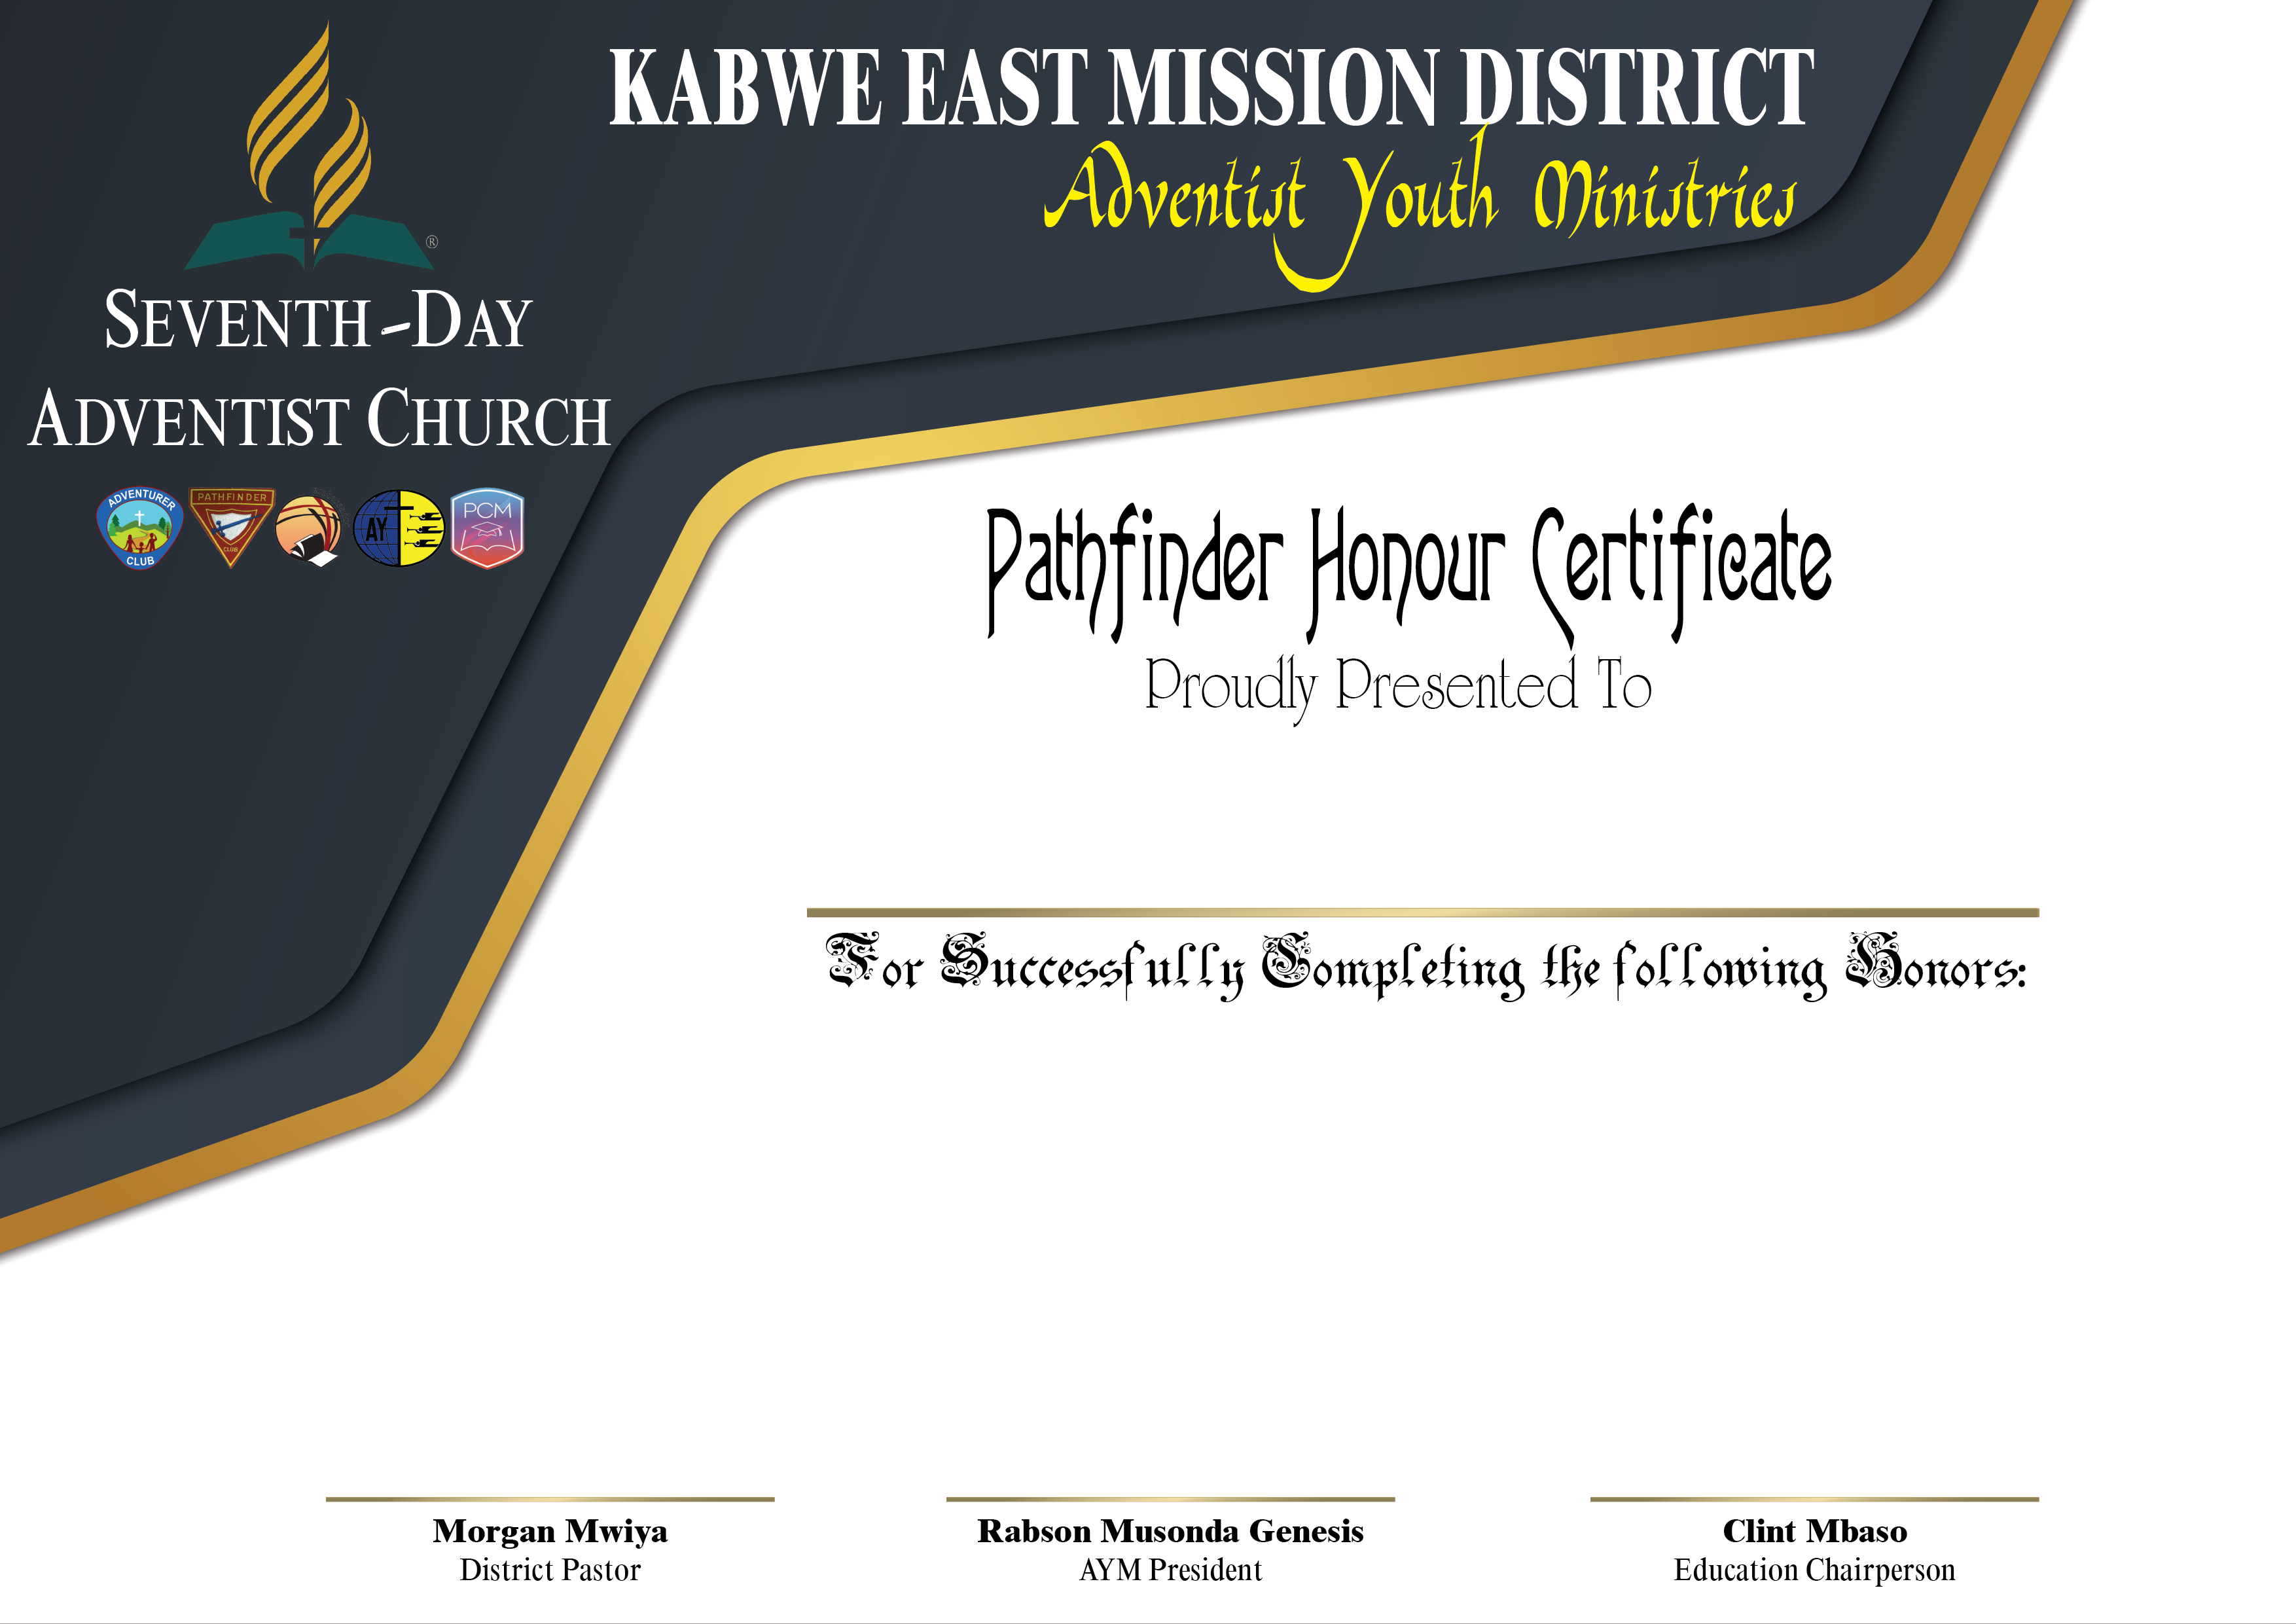 KABWE EAST MISSION DISTRICT
Adventist Youth Ministries
®
SEVENTH-DAY
ADVENTIST CHURCH
ADVENTURER
CLUB
PATHFINDER
CLUB
AY
PCM
Pathfinder Honour Certificate
Proudly Presented To
For Successfully Completing the following Honors:
Morgan Mwiya
District Pastor
Rabson Musonda Genesis
AYM President
Clint Mbaso
Education Chairperson